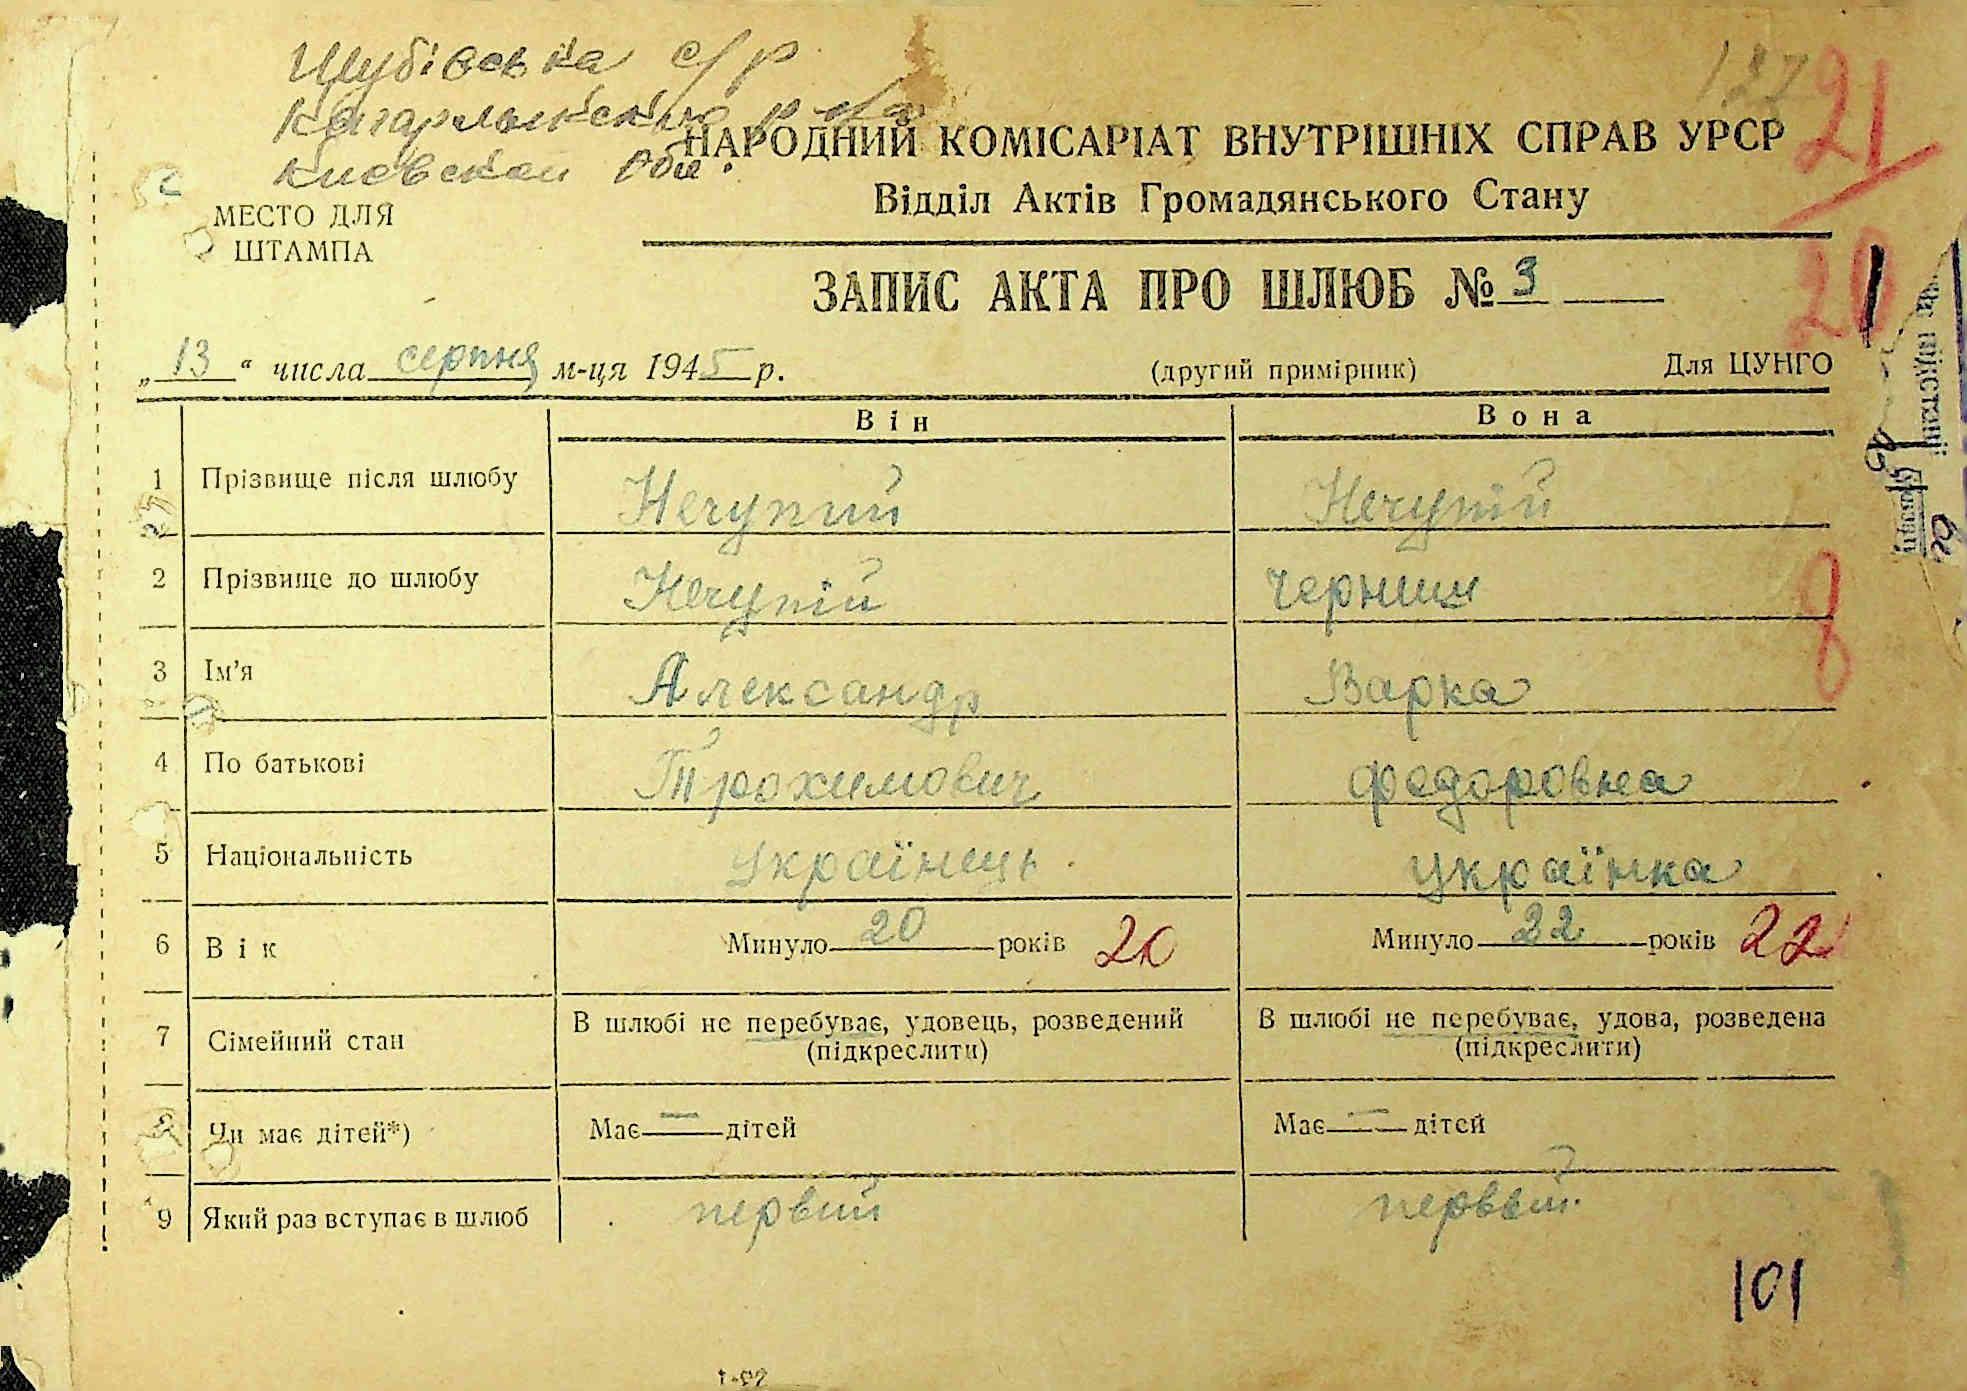 Шубівська с/р
Кагарлыкского р-на
Киевской Обл.
127
21
20
НАРОДНИЙ КОМІСАРІАТ ВНУТРІШНІХ СПРАВ УРСР
Відділ Актів Громадянського Стану
МЕСТО ДЛЯ
ШТАМПА
ЗАПИС АКТА ПРО ШЛЮБ № 3
„13“ числа серпня м-ця 1945 р. (другий примірник) Для ЦУНГО
Він Вона
1 Прізвище після шлюбу Нечупий Нечупій
2 Прізвище до шлюбу Нечупій Черниш
3 Ім'я Александр Варка
4 По батькові Трохимович Федоровна
5 Національність Українець Українка
6 Вік Минуло 20 років 20 Минуло 22 років 22
7 Сімейний стан В шлюбі не перебуває, удовець, розведений (підкреслити) В шлюбі не перебуває, удова, розведена (підкреслити)
8 Чи має дітей*) Має — дітей Має — дітей
9 Який раз вступає в шлюб первий первый
101